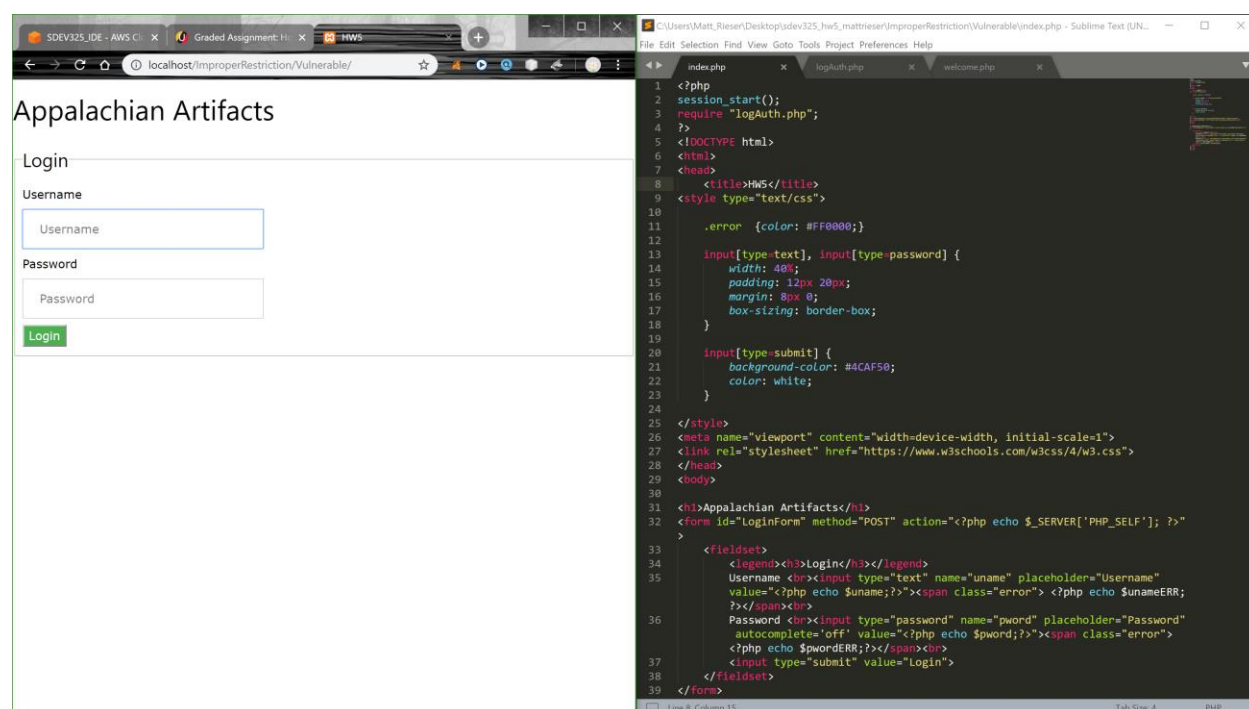 SDEV325_IDE - AWS Cl
Graded Assignment: H
HW5
localhost/ImproperRestriction/Vulnerable/
Appalachian Artifacts
Login
Username
Username
Password
Password
Login
C:\Users\Matt_Rieser\Desktop\sdev325_hw5_mattrieser\ImproperRestriction\Vulnerable\index.php - Sublime Text (UN...
File Edit Selection Find View Goto Tools Project Preferences Help
index.php
logAuth.php
welcome.php
1 <?php
2 session_start();
3 require "logAuth.php";
4 ?>
5 <!DOCTYPE html>
6 <html>
7 <head>
8 <title>HW5</title>
9 <style type="text/css">
10
11 .error {color: #FF0000;}
12
13 input[type=text], input[type=password] {
14 width: 40%;
15 padding: 12px 20px;
16 margin: 8px 0;
17 box-sizing: border-box;
18 }
19
20 input[type=submit] {
21 background-color: #4CAF50;
22 color: white;
23 }
24
25 </style>
26 <meta name="viewport" content="width=device-width, initial-scale=1">
27 <link rel="stylesheet" href="https://www.w3schools.com/w3css/4/w3.css">
28 </head>
29 <body>
30
31 <h1>Appalachian Artifacts</h1>
32 <form id="LoginForm" method="POST" action="<?php echo $_SERVER['PHP_SELF']; ?>"
>
33 <fieldset>
34 <legend><h3>Login</h3></legend>
35 Username <br><input type="text" name="uname" placeholder="Username"
value="<?php echo $uname;?>"><span class="error"> <?php echo $unameERR;
?></span><br>
36 Password <br><input type="password" name="pword" placeholder="Password"
autocomplete='off' value="<?php echo $pword;?>"><span class="error">
<?php echo $pwordERR;?></span><br>
37 <input type="submit" value="Login">
38 </fieldset>
39 </form>
Line 8, Column 15
Tab Size: 4
PHP